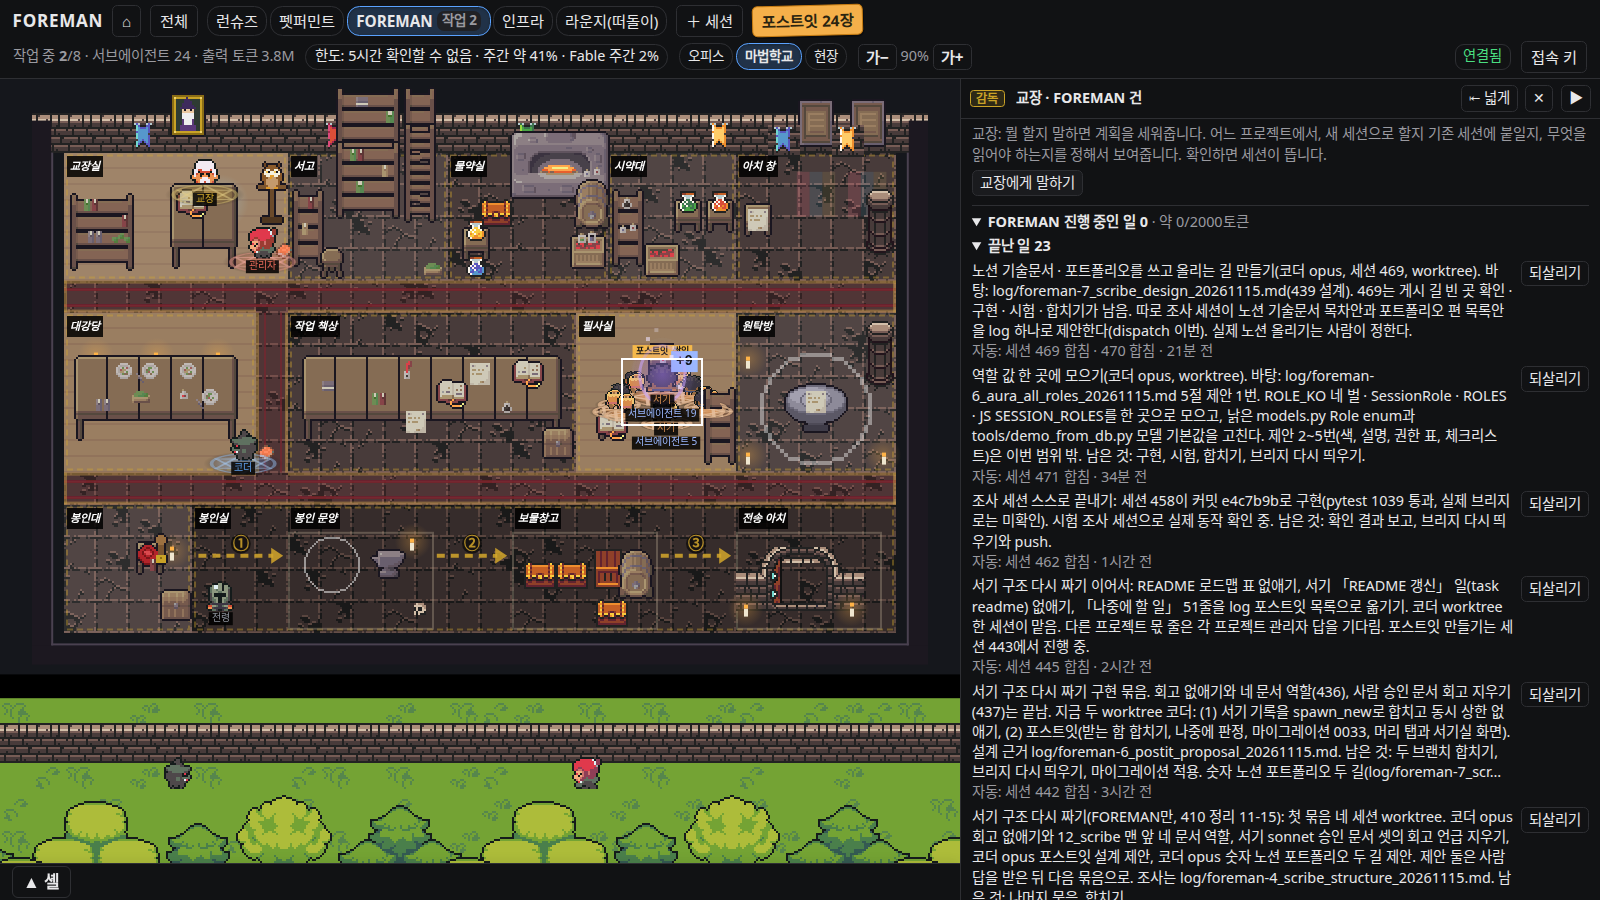 FOREMAN
⌂
전체
런슈즈
펫퍼민트
FOREMAN 작업 2
인프라
라운지(떠돌이)
+ 세션
포스트잇 24장
작업 중 2/8 · 서브에이전트 24 · 출력 토큰 3.8M
한도: 5시간 확인할 수 없음 · 주간 약 41% · Fable 주간 2%
오피스
마법학교
현장
가−
90%
가+
연결됨
접속 키
교장실
서고
물약실
시약대
아치 창
교장
관리자
대강당
작업 책상
필사실
원탁방
포스트잇
서기
서브에이전트 19
서기
서브에이전트 5
코더
봉인대
봉인실
봉인 문양
보물창고
전송 아치
①
②
③
전령
▲ 셸
감독 교장 · FOREMAN 건
⇤ 넓게
✕
▶
교장: 뭘 할지 말하면 계획을 세워줍니다. 어느 프로젝트에서, 새 세션으로 할지 기존 세션에 붙일지, 무엇을
읽어야 하는지를 정해서 보여줍니다. 확인하면 세션이 뜹니다.
교장에게 말하기
▼ FOREMAN 진행 중인 일 0 · 약 0/2000토큰
▼ 끝난 일 23
노션 기술문서 · 포트폴리오를 쓰고 올리는 길 만들기(코더 opus, 세션 469, worktree). 바
탕: log/foreman-7_scribe_design_20261115.md(439 설계). 469는 게시 길 빈 곳 확인 ·
구현 · 시험 · 합치기가 남음. 따로 조사 세션이 노션 기술문서 목차안과 포트폴리오 편 목록안
을 log 하나로 제안한다(dispatch 이번). 실제 노션 올리기는 사람이 정한다.
자동: 세션 469 합침 · 470 합침 · 21분 전
되살리기
역할 값 한 곳에 모으기(코더 opus, worktree). 바탕: log/foreman-
6_aura_all_roles_20261115.md 5절 제안 1번. ROLE_KO 네 벌 · SessionRole · ROLES
· JS SESSION_ROLES를 한 곳으로 모으고, 낡은 models.py Role enum과
tools/demo_from_db.py 모델 기본값을 고친다. 제안 2~5번(색, 설명, 권한 표, 체크리스
트)은 이번 범위 밖. 남은 것: 구현, 시험, 합치기, 브리지 다시 띄우기.
자동: 세션 471 합침 · 34분 전
되살리기
조사 세션 스스로 끝내기: 세션 458이 커밋 e4c7b9b로 구현(pytest 1039 통과, 실제 브리지
로는 미확인). 시험 조사 세션으로 실제 동작 확인 중. 남은 것: 확인 결과 보고, 브리지 다시 띄
우기와 push.
자동: 세션 462 합침 · 1시간 전
되살리기
서기 구조 다시 짜기 이어서: README 로드맵 표 없애기, 서기 「README 갱신」 일(task
readme) 없애기, 「나중에 할 일」 51줄을 log 포스트잇 목록으로 옮기기. 코더 worktree
한 세션이 맡음. 다른 프로젝트 몫 줄은 각 프로젝트 관리자 답을 기다림. 포스트잇 만들기는 세
션 443에서 진행 중.
자동: 세션 445 합침 · 2시간 전
되살리기
서기 구조 다시 짜기 구현 묶음. 회고 없애기와 네 문서 역할(436), 사람 승인 문서 회고 지우기
(437)는 끝남. 지금 두 worktree 코더: (1) 서기 기록을 spawn_new로 합치고 동시 상한 없
애기, (2) 포스트잇(받는 함 합치기, 나중에 판정, 마이그레이션 0033, 머리 탭과 서기실 화면).
설계 근거 log/foreman-6_postit_proposal_20261115.md. 남은 것: 두 브랜치 합치기,
브리지 다시 띄우기, 마이그레이션 적용. 숫자 노션 포트폴리오 두 길(log/foreman-7_scr...
자동: 세션 442 합침 · 3시간 전
되살리기
서기 구조 다시 짜기(FOREMAN만, 410 정리 11-15): 첫 묶음 네 세션 worktree. 코더 opus
회고 없애기와 12_scribe 맨 앞 네 문서 역할, 서기 sonnet 승인 문서 셋의 회고 언급 지우기,
코더 opus 포스트잇 설계 제안, 코더 opus 숫자 노션 포트폴리오 두 길 제안. 제안 둘은 사람
답을 받은 뒤 다음 묶음으로. 조사는 log/foreman-4_scribe_structure_20261115.md. 남
은 것: 나머지 묶음, 합치기
되살리기